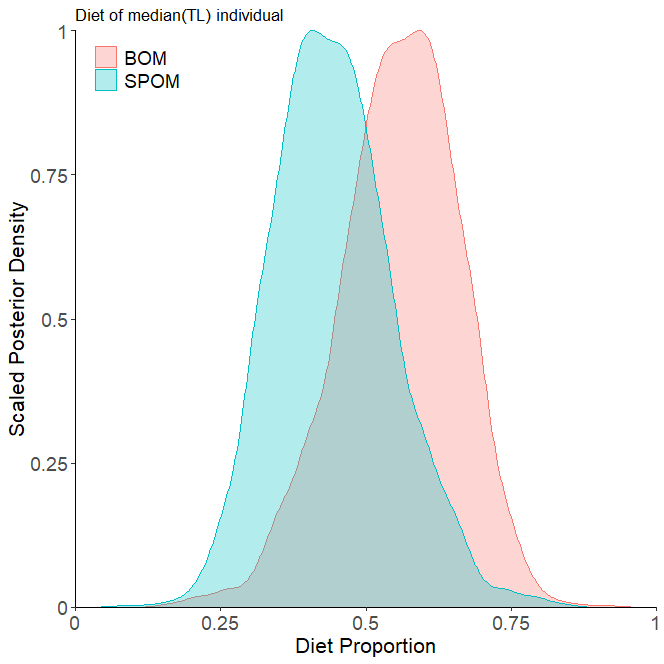 Diet of median(TL) individual
BOM
SPOM
Scaled Posterior Density
1
0.75
0.5
0.25
0
0
0.25
0.5
0.75
1
Diet Proportion